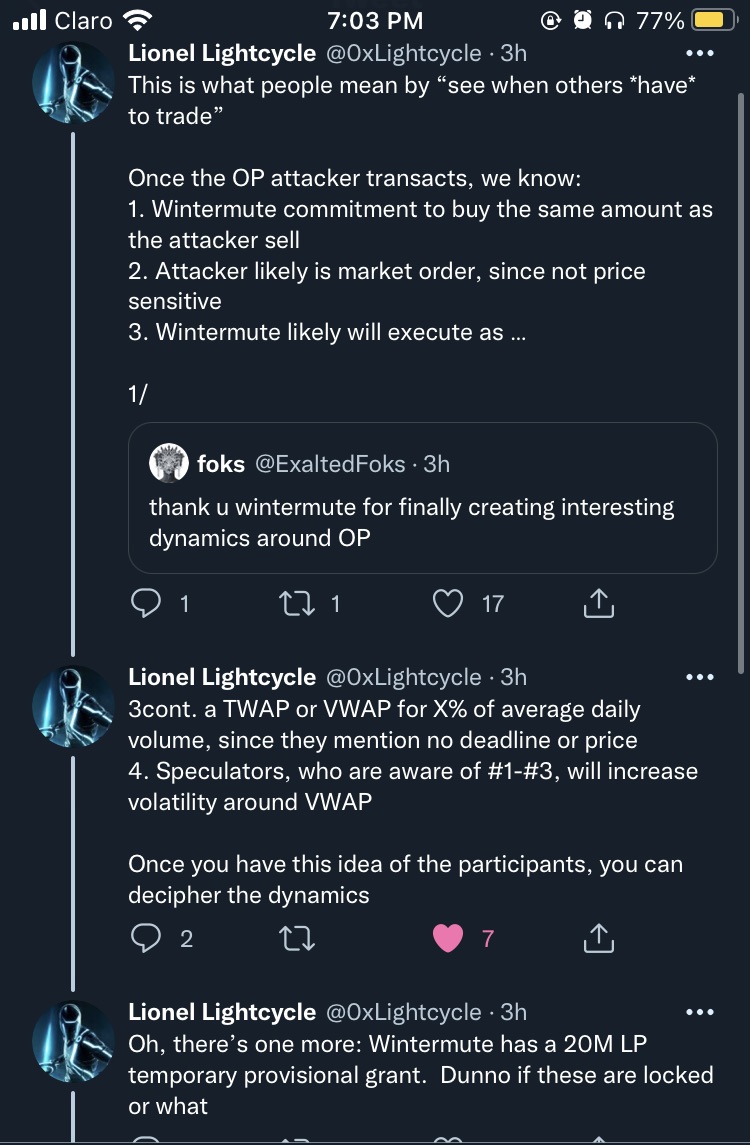 Claro 7:03 PM 77%
Lionel Lightcycle @0xLightcycle · 3h
This is what people mean by “see when others *have*
to trade”
Once the OP attacker transacts, we know:
1. Wintermute commitment to buy the same amount as
the attacker sell
2. Attacker likely is market order, since not price
sensitive
3. Wintermute likely will execute as ...
1/
foks @ExaltedFoks · 3h
thank u wintermute for finally creating interesting
dynamics around OP
1 1 17
Lionel Lightcycle @0xLightcycle · 3h
3cont. a TWAP or VWAP for X% of average daily
volume, since they mention no deadline or price
4. Speculators, who are aware of #1-#3, will increase
volatility around VWAP
Once you have this idea of the participants, you can
decipher the dynamics
2 7
Lionel Lightcycle @0xLightcycle · 3h
Oh, there’s one more: Wintermute has a 20M LP
temporary provisional grant.  Dunno if these are locked
or what